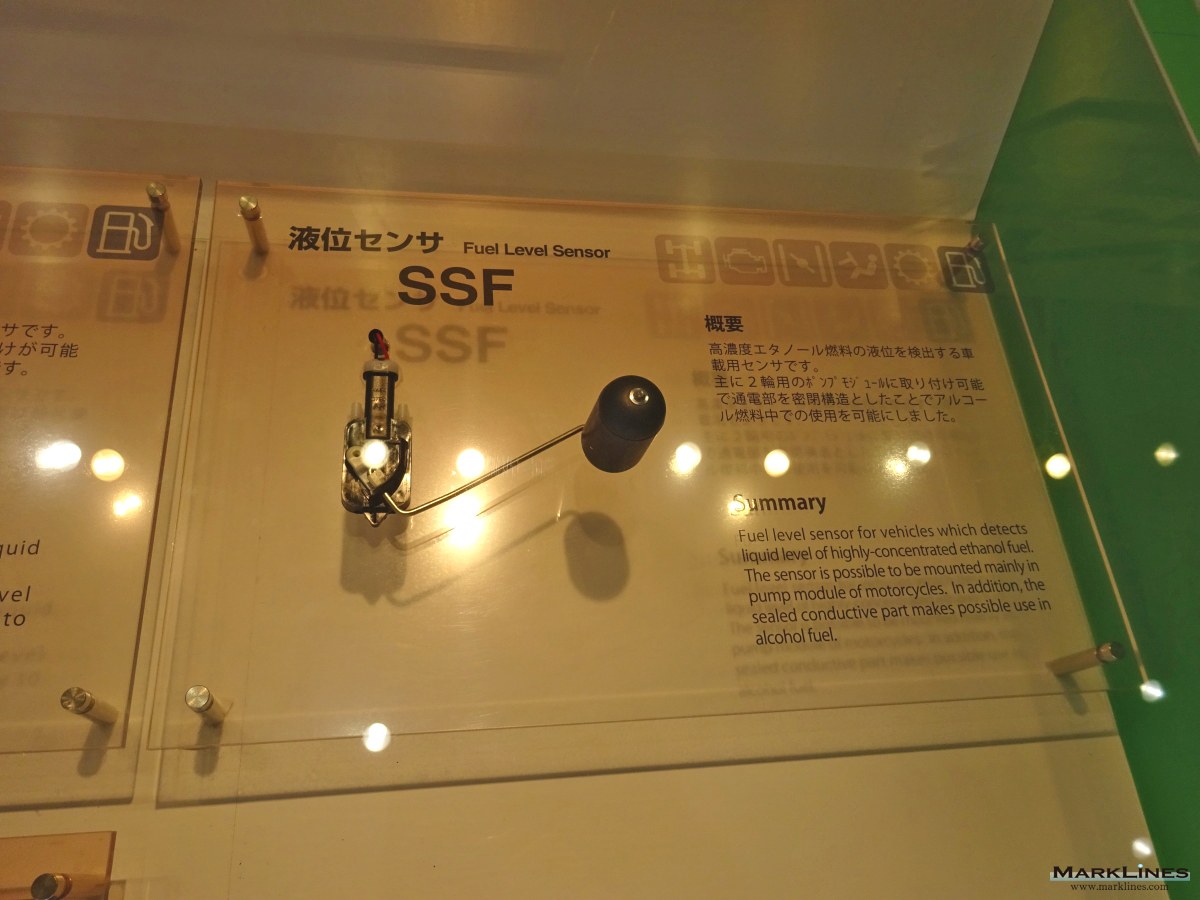 サです。
けが可能
す。
quid
vel
to
液位センサ Fuel Level Sensor
SSF
概要
高濃度エタノール燃料の液位を検出する車
載用センサです。
主に２輪用のﾎﾟﾝﾌﾟﾓｼﾞｭｰﾙに取り付け可能
で通電部を密閉構造としたことでアルコー
ル燃料中での使用を可能にしました。
Summary
Fuel level sensor for vehicles which detects
liquid level of highly-concentrated ethanol fuel.
The sensor is possible to be mounted mainly in
pump module of motorcycles. In addition, the
sealed conductive part makes possible use in
alcohol fuel.
MARKLINES
www.marklines.com